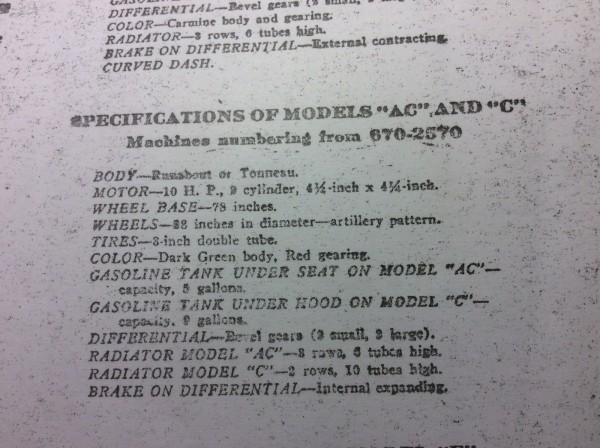 DIFFERENTIAL—Bevel gears (2 small, 2
COLOR—Carmine body and gearing.
RADIATOR—3 rows, 6 tubes high.
BRAKE ON DIFFERENTIAL—External contracting.
CURVED DASH.
SPECIFICATIONS OF MODELS "AC" AND "C"
Machines numbering from 670-2570
BODY—Runabout or Tonneau.
MOTOR—10 H. P., 2 cylinder, 4½-inch x 4½-inch.
WHEEL BASE—78 inches.
WHEELS—28 inches in diameter—artillery pattern.
TIRES—3-inch double tube.
COLOR—Dark Green body, Red gearing.
GASOLINE TANK UNDER SEAT ON MODEL "AC"—
capacity, 5 gallons.
GASOLINE TANK UNDER HOOD ON MODEL "C"—
capacity, 9 gallons.
DIFFERENTIAL—Bevel gears (2 small, 2 large).
RADIATOR MODEL "AC"—3 rows, 6 tubes high.
RADIATOR MODEL "C"—2 rows, 10 tubes high.
BRAKE ON DIFFERENTIAL—Internal expanding.